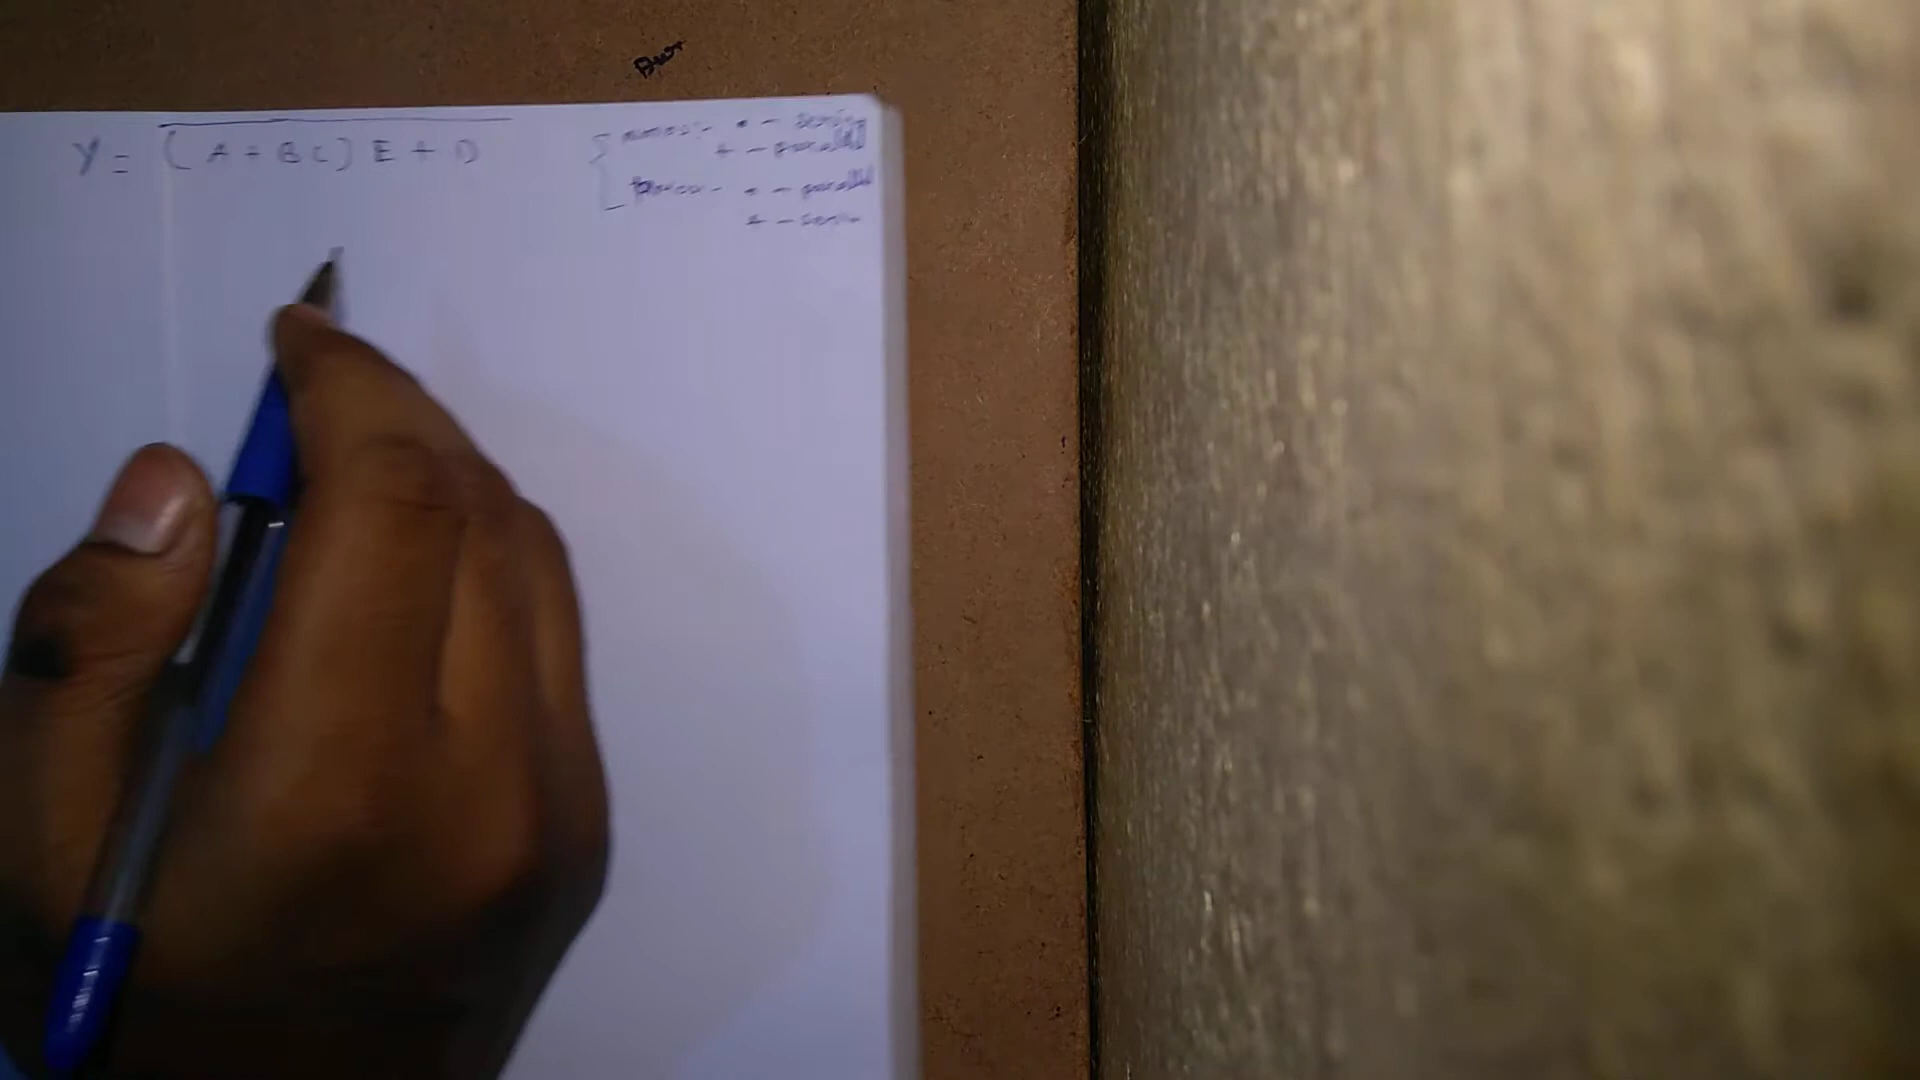 Y = (A + BC) E + D
nmos:- • - series
+ - parallel
pmos:- • - parallel
+ - series